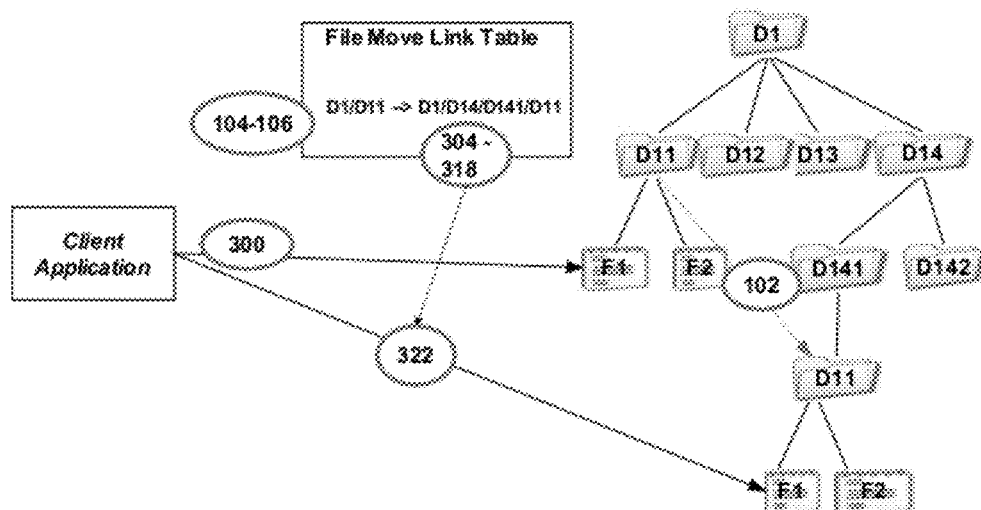 File Move Link Table
D1/D11 --> D1/D14/D141/D11
104-106
304 -
318
D1
D11
D12
D13
D14
Client
Application
300
F1
F2
102
D141
D142
322
D11
F1
F2